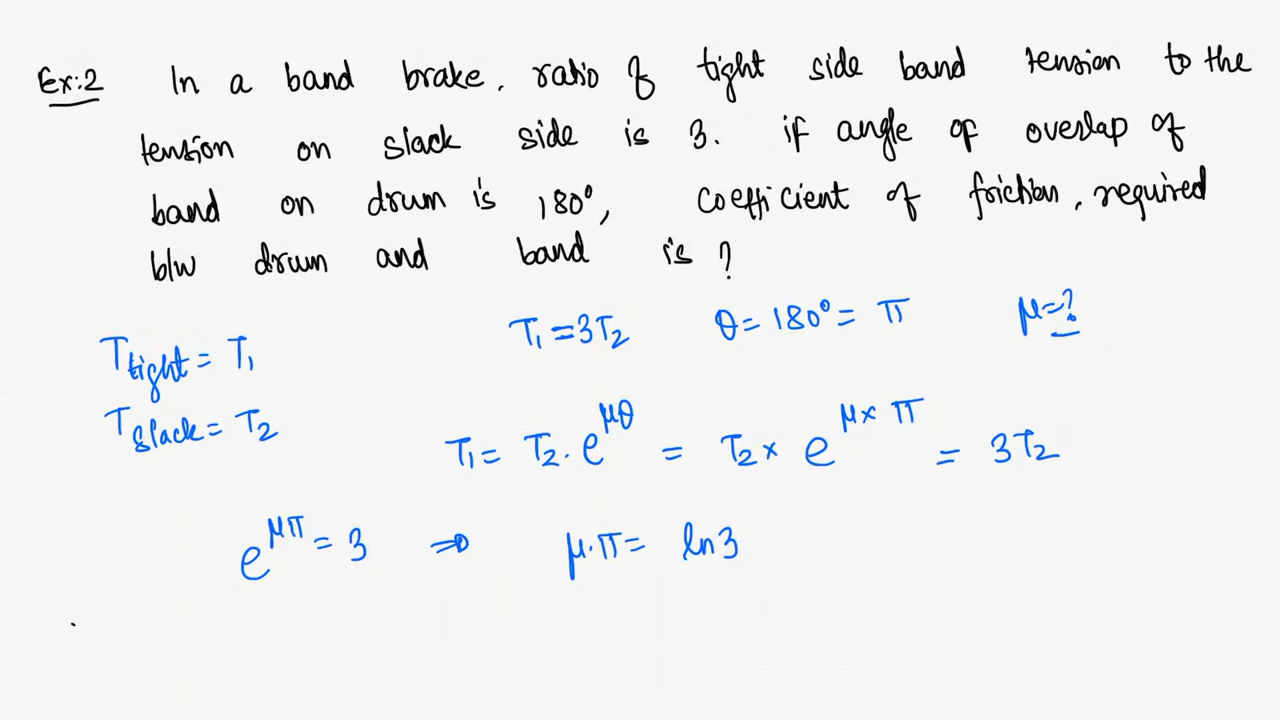 Ex:2 In a band brake, ratio of tight side band tension to the
tension on slack side is 3. if angle of overlap of
band on drum is 180°, coefficient of friction, required
b/w drum and band is ?
T₁ = 3T₂ θ = 180° = π μ = ?
T_tight = T₁
T_slack = T₂
T₁ = T₂ . e^μθ = T₂ × e^μ×π = 3T₂
e^μπ = 3 ⇒ μ.π = ln3